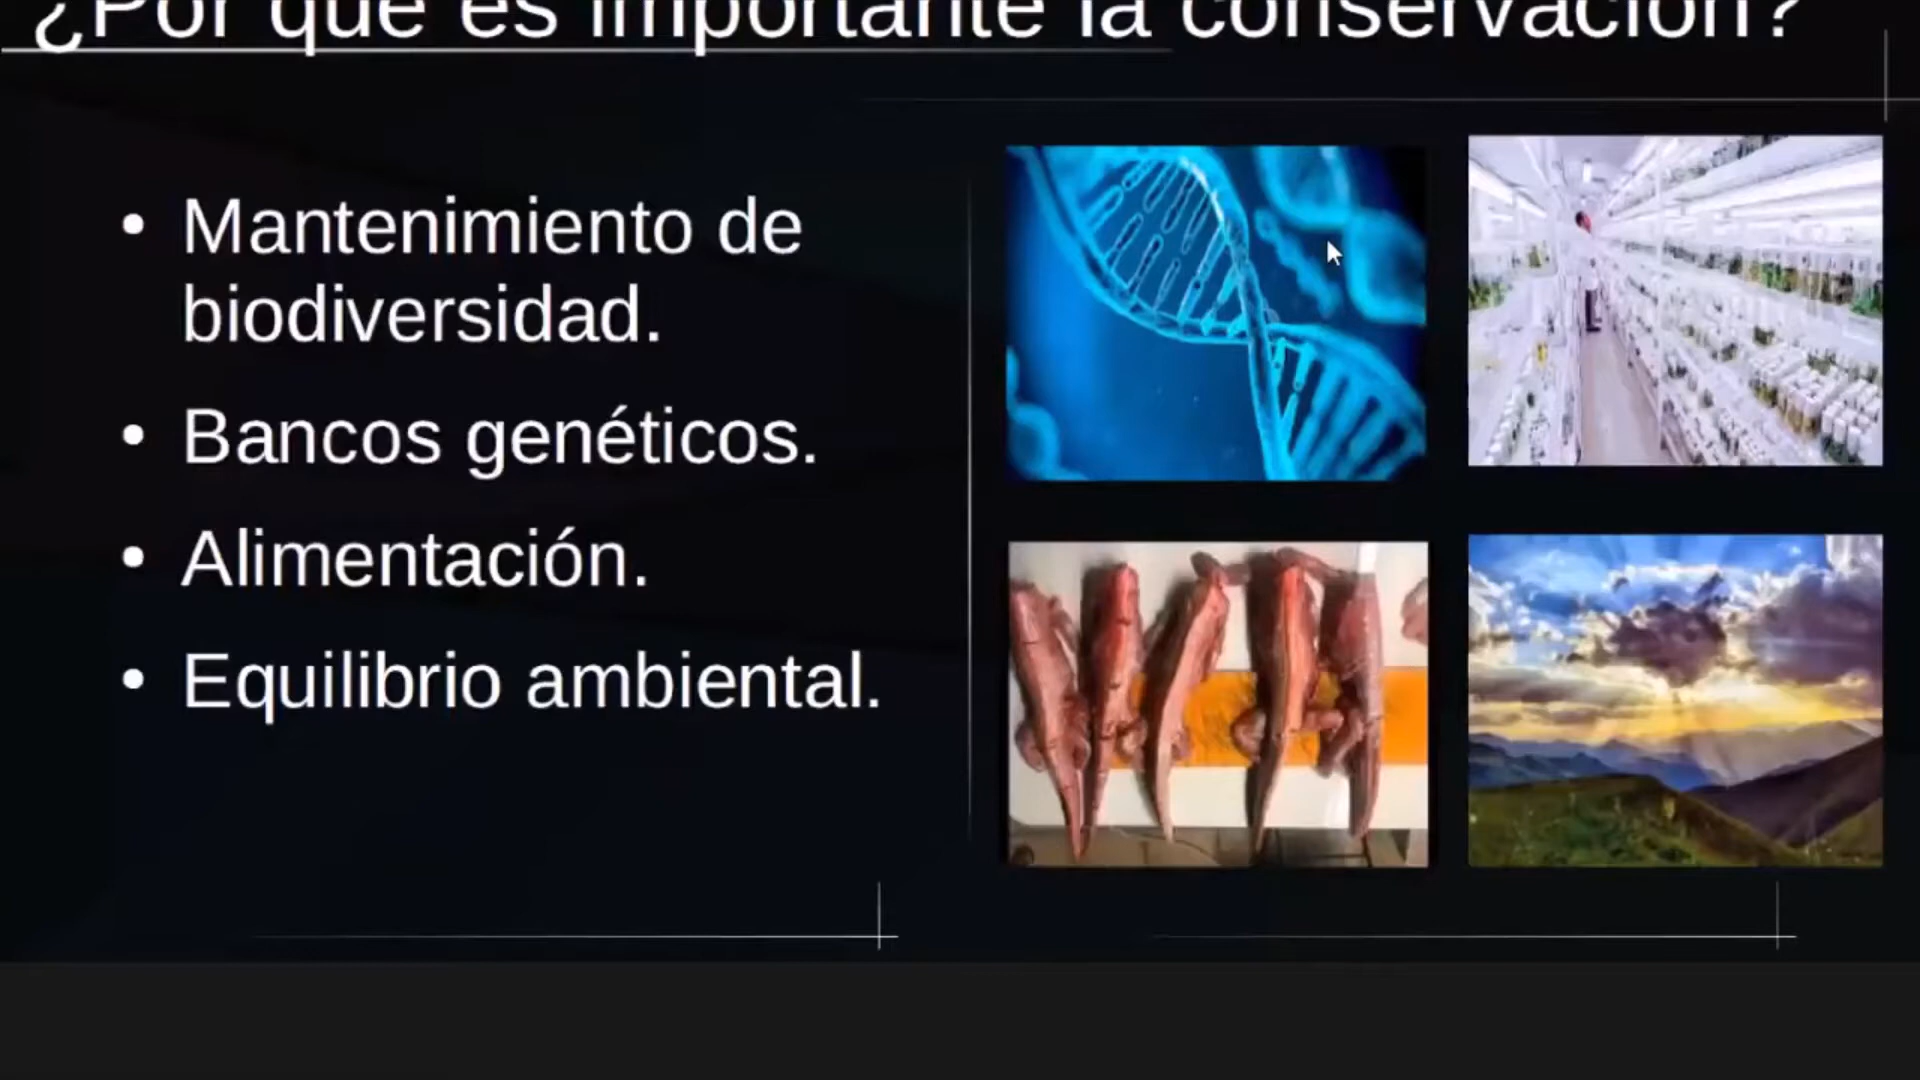 ¿Por qué es importante la conservación?
• Mantenimiento de
biodiversidad.
• Bancos genéticos.
• Alimentación.
• Equilibrio ambiental.